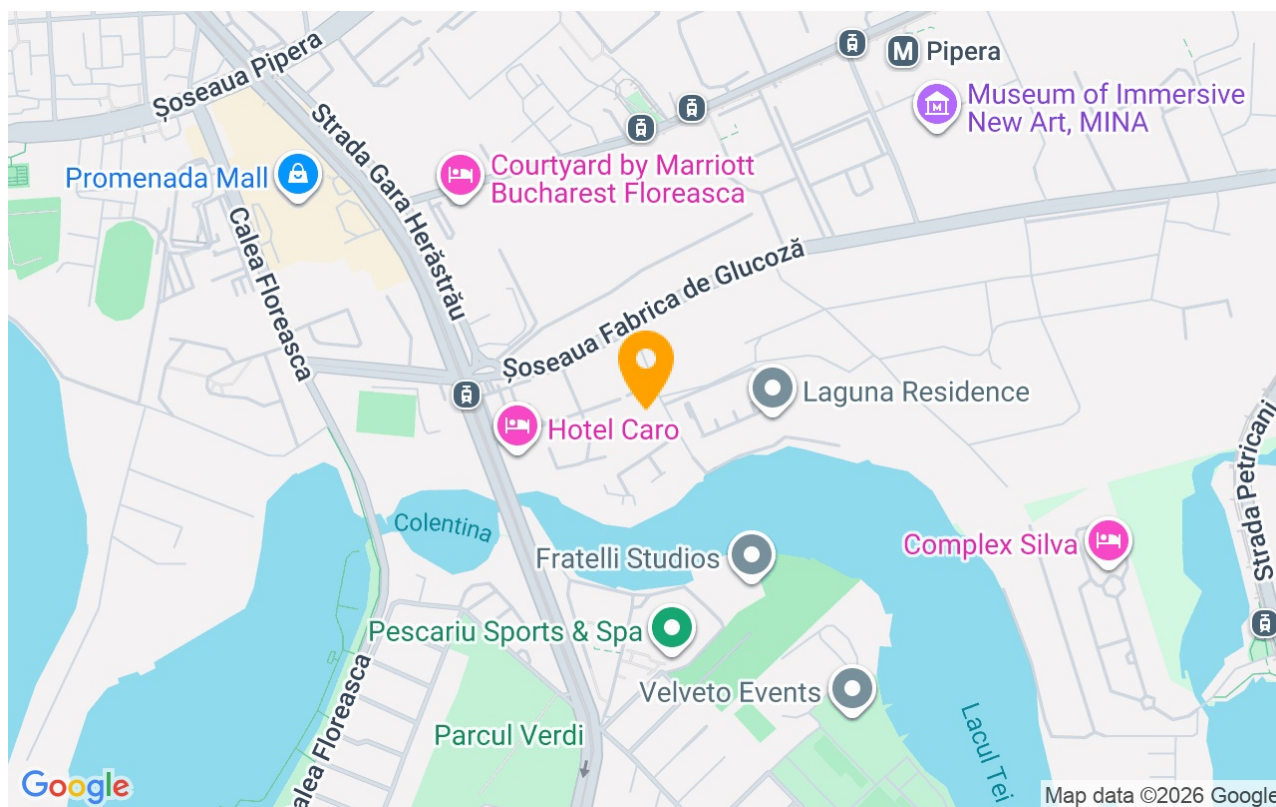 Șoseaua Pipera
Pipera
Museum of Immersive
New Art, MINA
Strada Gara Herăstrău
Promenada Mall
Courtyard by Marriott
Bucharest Floreasca
Calea Floreasca
Șoseaua Fabrica de Glucoză
Laguna Residence
Hotel Caro
Strada Petricani
Colentina
Fratelli Studios
Complex Silva
Pescariu Sports & Spa
Velveto Events
Calea Floreasca
Parcul Verdi
Lacul Tei
Google
Map data ©2026 Google